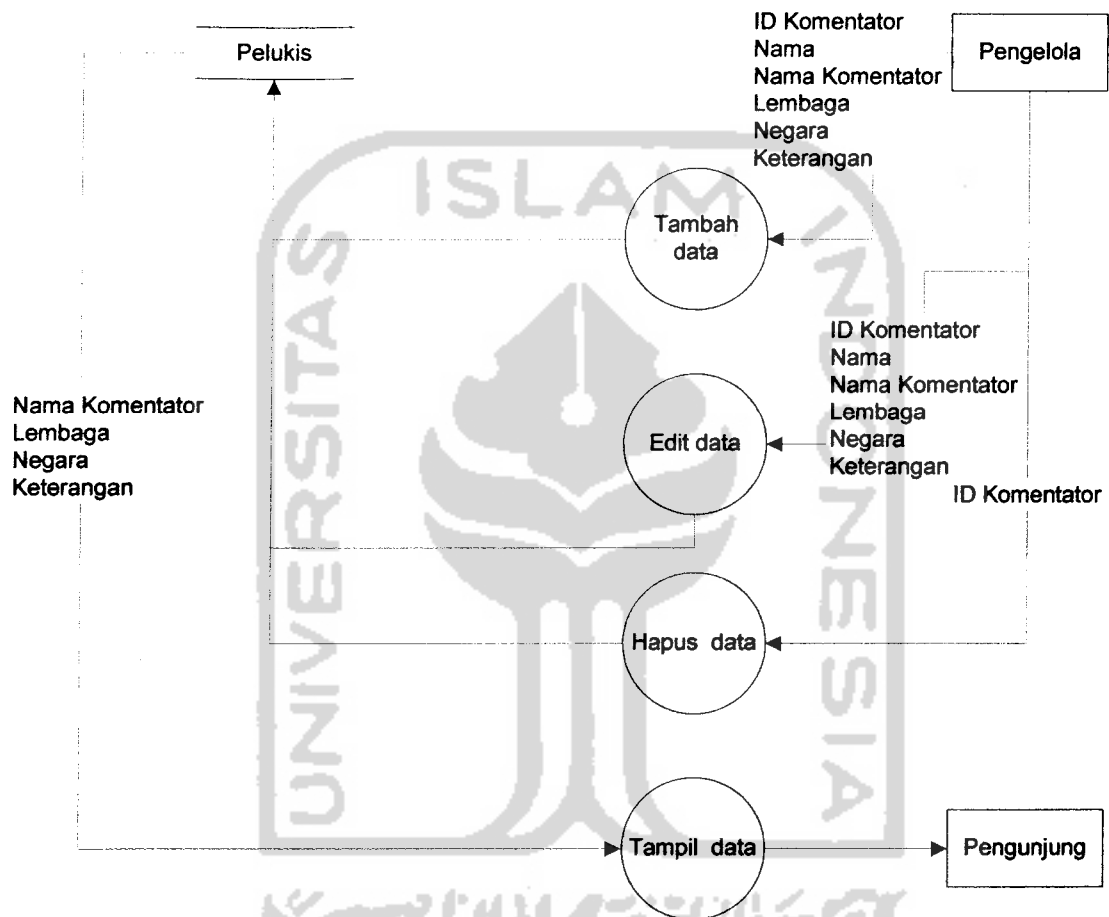 Pelukis
ID Komentator
Nama
Nama Komentator
Lembaga
Negara
Keterangan
Pengelola
ISLAM
UNIVERSITAS
INDONESIA
Tambah
data
ID Komentator
Nama
Nama Komentator
Lembaga
Negara
Keterangan
Edit data
Nama Komentator
Lembaga
Negara
Keterangan
ID Komentator
Hapus data
Tampil data
Pengunjung